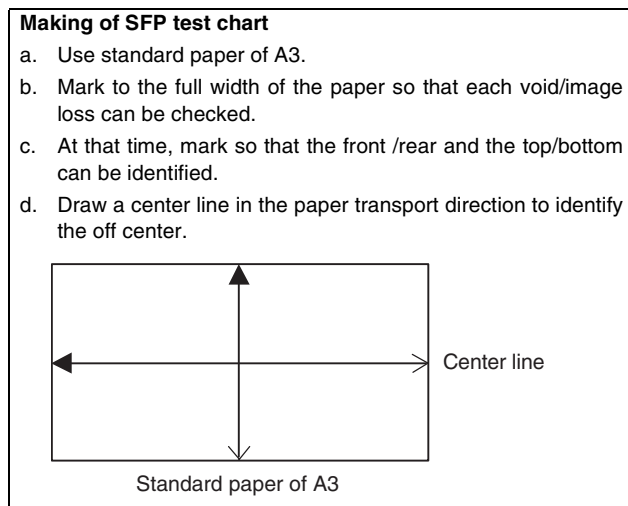 Making of SFP test chart
a. Use standard paper of A3.
b. Mark to the full width of the paper so that each void/image
loss can be checked.
c. At that time, mark so that the front /rear and the top/bottom
can be identified.
d. Draw a center line in the paper transport direction to identify
the off center.
Center line
Standard paper of A3